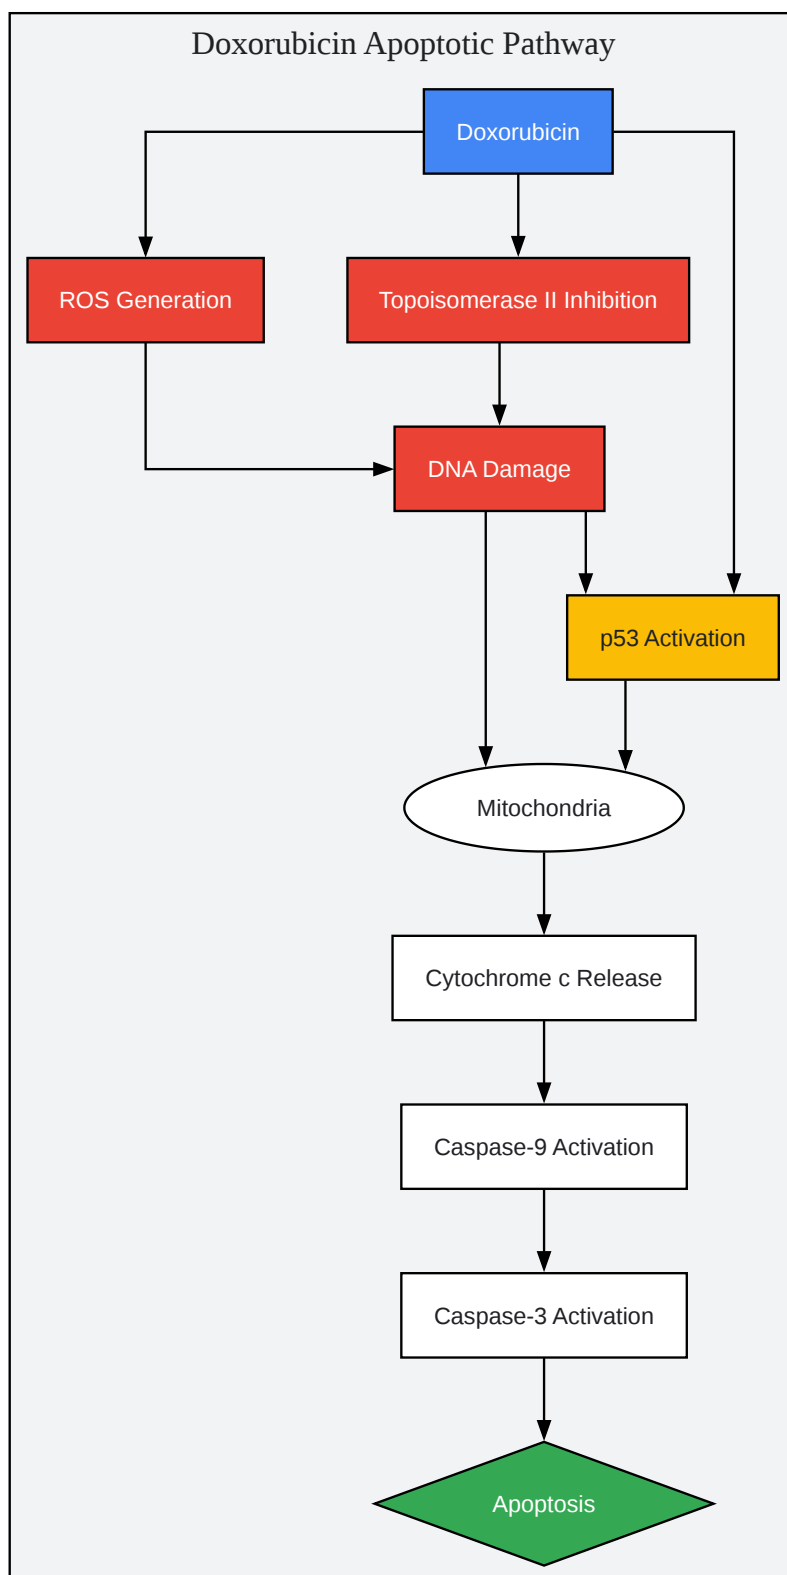 Doxorubicin Apoptotic Pathway
Doxorubicin
ROS Generation
Topoisomerase II Inhibition
DNA Damage
p53 Activation
Mitochondria
Cytochrome c Release
Caspase-9 Activation
Caspase-3 Activation
Apoptosis